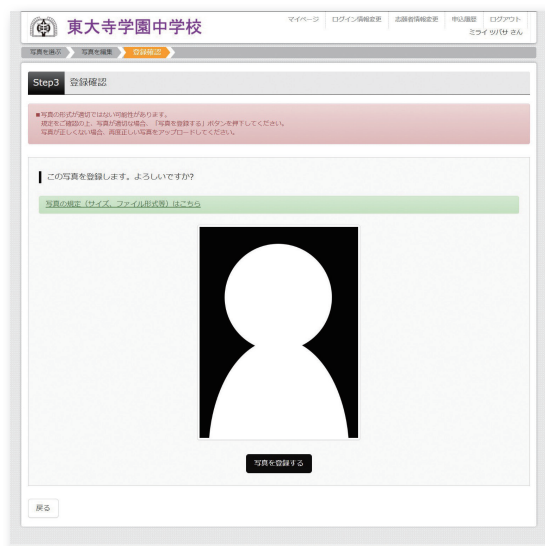 東大寺学園中学校
マイページ ログイン情報変更 志願者情報変更 申込履歴 ログアウト
ミライ ツバサ さん
写真を選ぶ 写真を編集 登録確認
Step3 登録確認
■写真の形式が適切ではない可能性があります。
規定をご確認の上、写真が適切な場合、「写真を登録する」ボタンを押下してください。
写真が正しくない場合、再度正しい写真をアップロードしてください。
この写真を登録します。よろしいですか?
写真の規定（サイズ、ファイル形式等）はこちら
写真を登録する
戻る